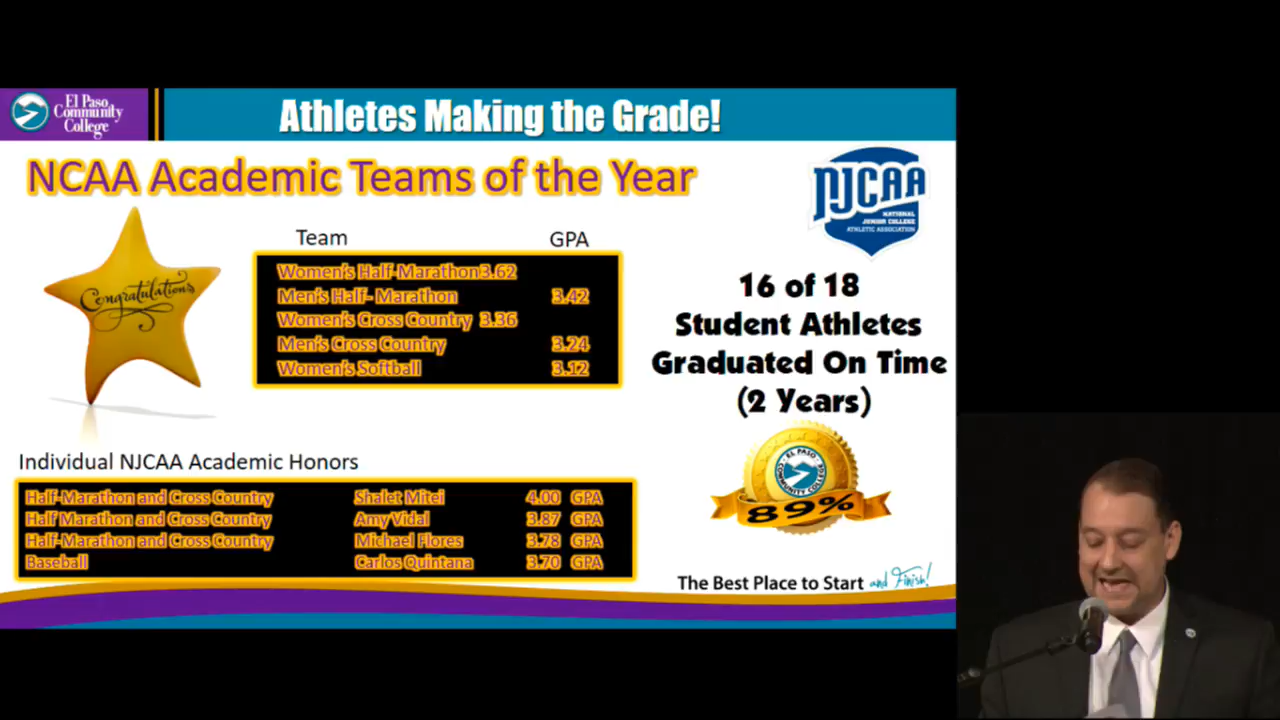 El Paso
Community
College
Athletes Making the Grade!
NCAA Academic Teams of the Year
NJCAA
NATIONAL
JUNIOR COLLEGE
ATHLETIC ASSOCIATION
Congratulations
Team GPA
Women's Half-Marathon3.62
Men's Half- Marathon 3.42
Women's Cross Country 3.36
Men's Cross Country 3.24
Women's Softball 3.12
16 of 18
Student Athletes
Graduated On Time
(2 Years)
EL PASO
COMMUNITY COLLEGE
89%
Individual NJCAA Academic Honors
Half-Marathon and Cross Country Shalet Mitei 4.00 GPA
Half Marathon and Cross Country Amy Vidal 3.87 GPA
Half-Marathon and Cross Country Michael Flores 3.78 GPA
Baseball Carlos Quintana 3.70 GPA
The Best Place to Start and Finish!